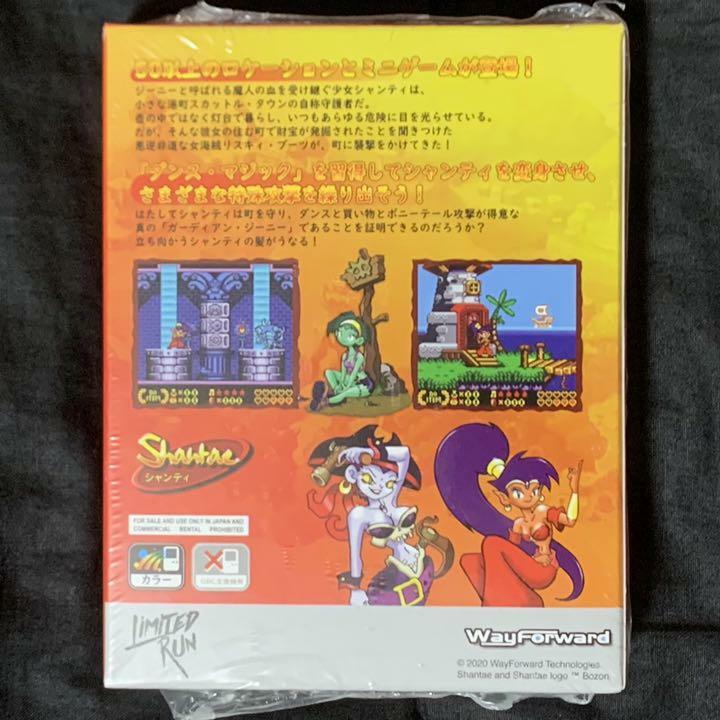 50以上のロケーションとミニゲームが登場！
ジーニーと呼ばれる魔人の血を受け継ぐ少女シャンティは、
小さな港町スカットル・タウンの自称守護者だ。
壺の中ではなく灯台で暮らし、いつもあらゆる危険に目を光らせている。
だが、そんな彼女の住む町で財宝が発掘されたことを聞きつけた
悪逆非道な女海賊リスキィ・ブーツが、町に襲撃をかけてきた！
「ダンス・マジック」を習得してシャンティを変身させ、
さまざまな特殊攻撃を繰り出そう！
はたしてシャンティは町を守り、ダンスと買い物とポニーテール攻撃が得意な
真の「ガーディアン・ジーニー」であることを証明できるのだろうか？
立ち向かうシャンティの髪がうなる！
Shantae
シャンティ
FOR SALE AND USE ONLY IN JAPAN AND
COMMERCIAL RENTAL PROHIBITED
カラー
LIMITED
RUN
WayForward
© 2020 WayForward Technologies.
Shantae and Shantae logo ™ Bozon